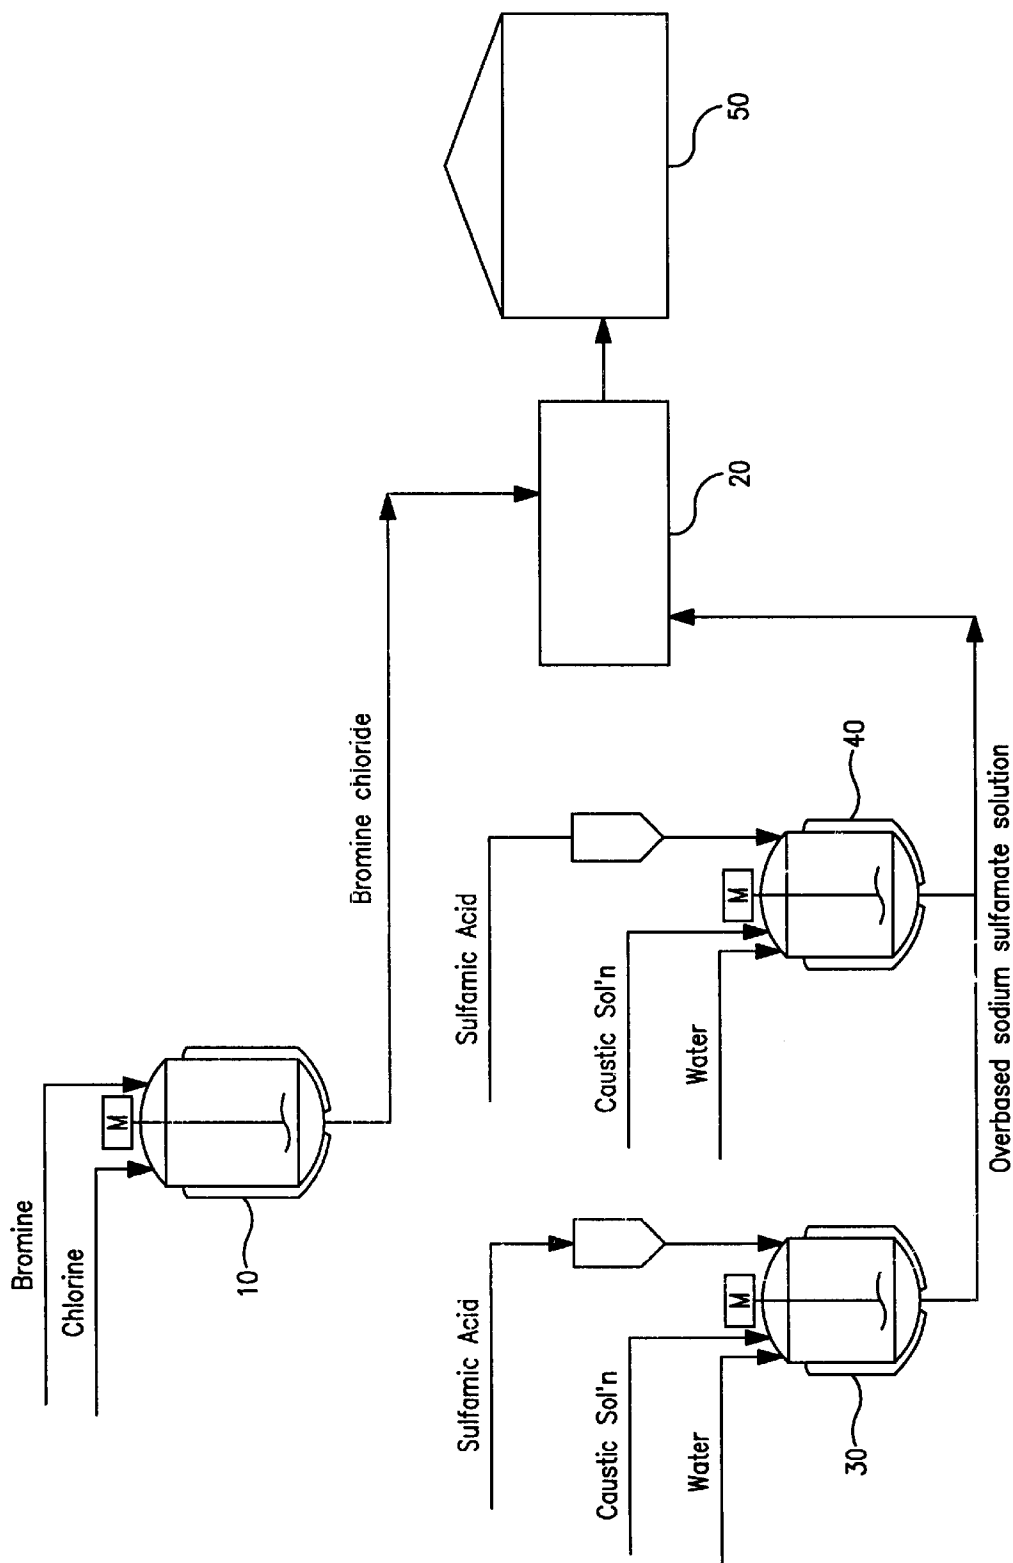 Bromine
Chlorine
M
10
Bromine chloride
Sulfamic Acid
Caustic Sol'n
Water
M
30
Sulfamic Acid
Caustic Sol'n
Water
M
40
Overbased sodium sulfamate solution
20
50